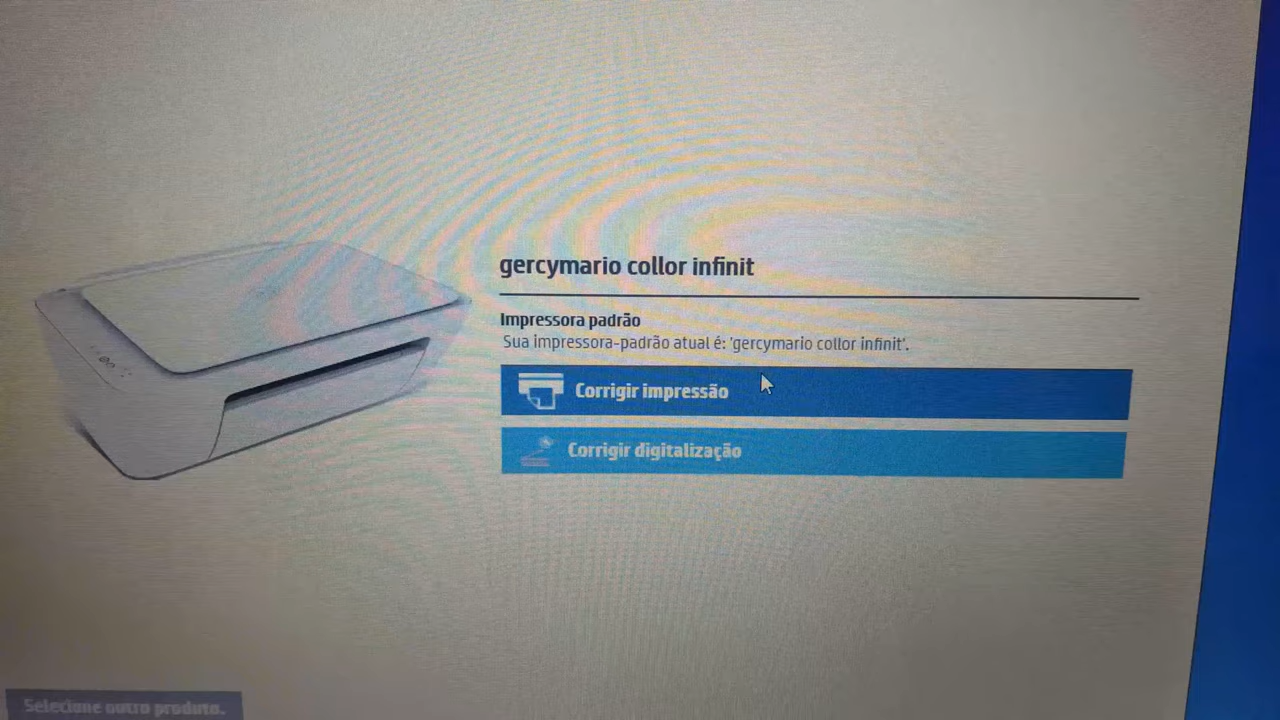 gercymario collor infinit
Impressora padrão
Sua impressora-padrão atual é: 'gercymario collor infinit'.
Corrigir impressão
Corrigir digitalização
Selecione outro produto.